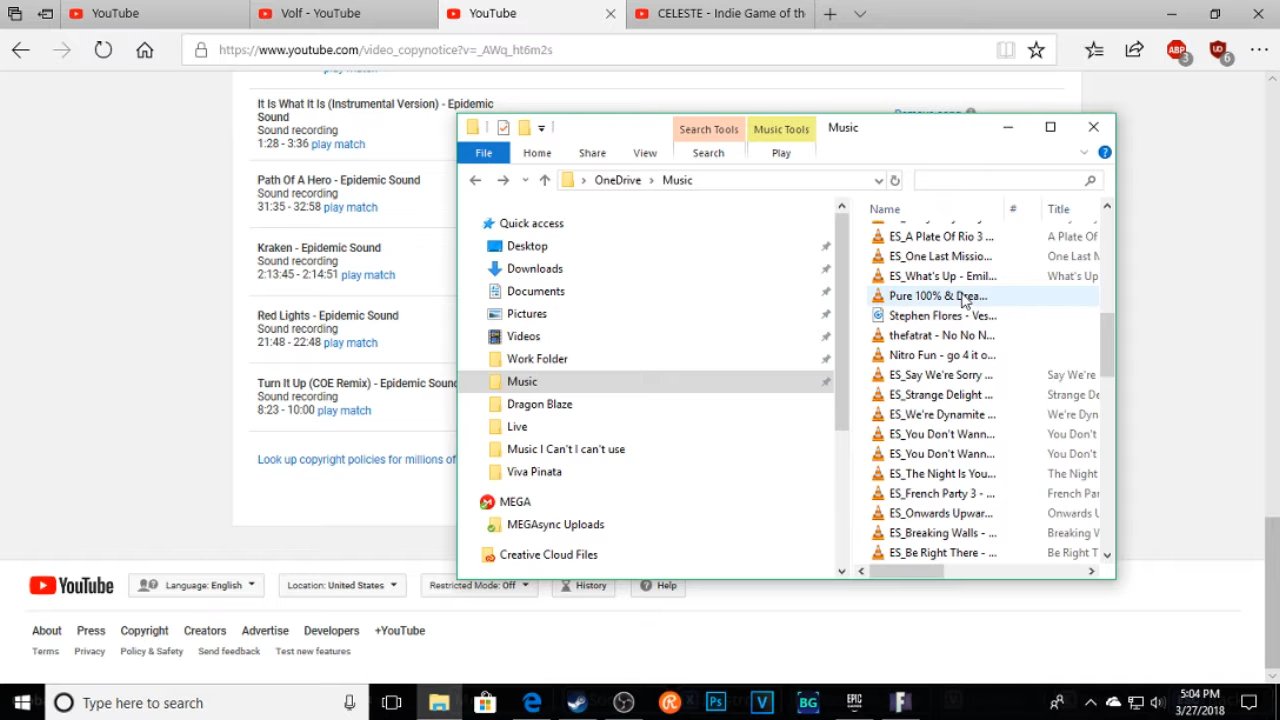 YouTube
Volf - YouTube
YouTube
CELESTE - Indie Game of th
https://www.youtube.com/video_copynotice?v=_AWq_ht6m2s
ABP
3
6
It Is What It Is (Instrumental Version) - Epidemic
Sound
Sound recording
1:28 - 3:36 play match
Path Of A Hero - Epidemic Sound
Sound recording
31:35 - 32:58 play match
Kraken - Epidemic Sound
Sound recording
2:13:45 - 2:14:51 play match
Red Lights - Epidemic Sound
Sound recording
21:48 - 22:48 play match
Turn It Up (COE Remix) - Epidemic Sound
Sound recording
8:23 - 10:00 play match
Look up copyright policies for millions of
Search Tools
Music Tools
Music
File
Home
Share
View
Search
Play
OneDrive
Music
Quick access
Desktop
Downloads
Documents
Pictures
Videos
Work Folder
Music
Dragon Blaze
Live
Music I Can't I can't use
Viva Pinata
MEGA
MEGAsync Uploads
Creative Cloud Files
Name
#
Title
ES_A Plate Of Rio 3 ... A Plate Of
ES_One Last Missio... One Last M
ES_What's Up - Emil... What's Up
Pure 100% & Drea...
Stephen Flores - Ves...
thefatrat - No No N...
Nitro Fun - go 4 it o...
ES_Say We're Sorry ... Say We're
ES_Strange Delight ... Strange De
ES_We're Dynamite ... We're Dyn
ES_You Don't Wann... You Don't
ES_You Don't Wann... You Don't
ES_The Night Is You... The Night
ES_French Party 3 - ... French Par
ES_Onwards Upwar... Onwards U
ES_Breaking Walls - ... Breaking W
ES_Be Right There - ... Be Right T
YouTube
Language: English
Location: United States
Restricted Mode: Off
History
Help
About
Press
Copyright
Creators
Advertise
Developers
+YouTube
Terms
Privacy
Policy & Safety
Send feedback
Test new features
Type here to search
Ps
V
BG
EPIC
5:04 PM
3/27/2018